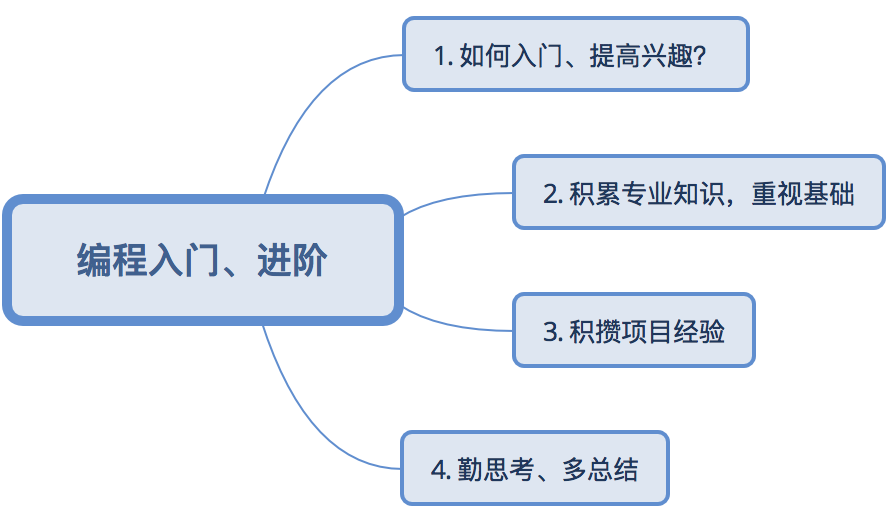 编程入门、进阶
1. 如何入门、提高兴趣？
2. 积累专业知识，重视基础
3. 积攒项目经验
4. 勤思考、多总结